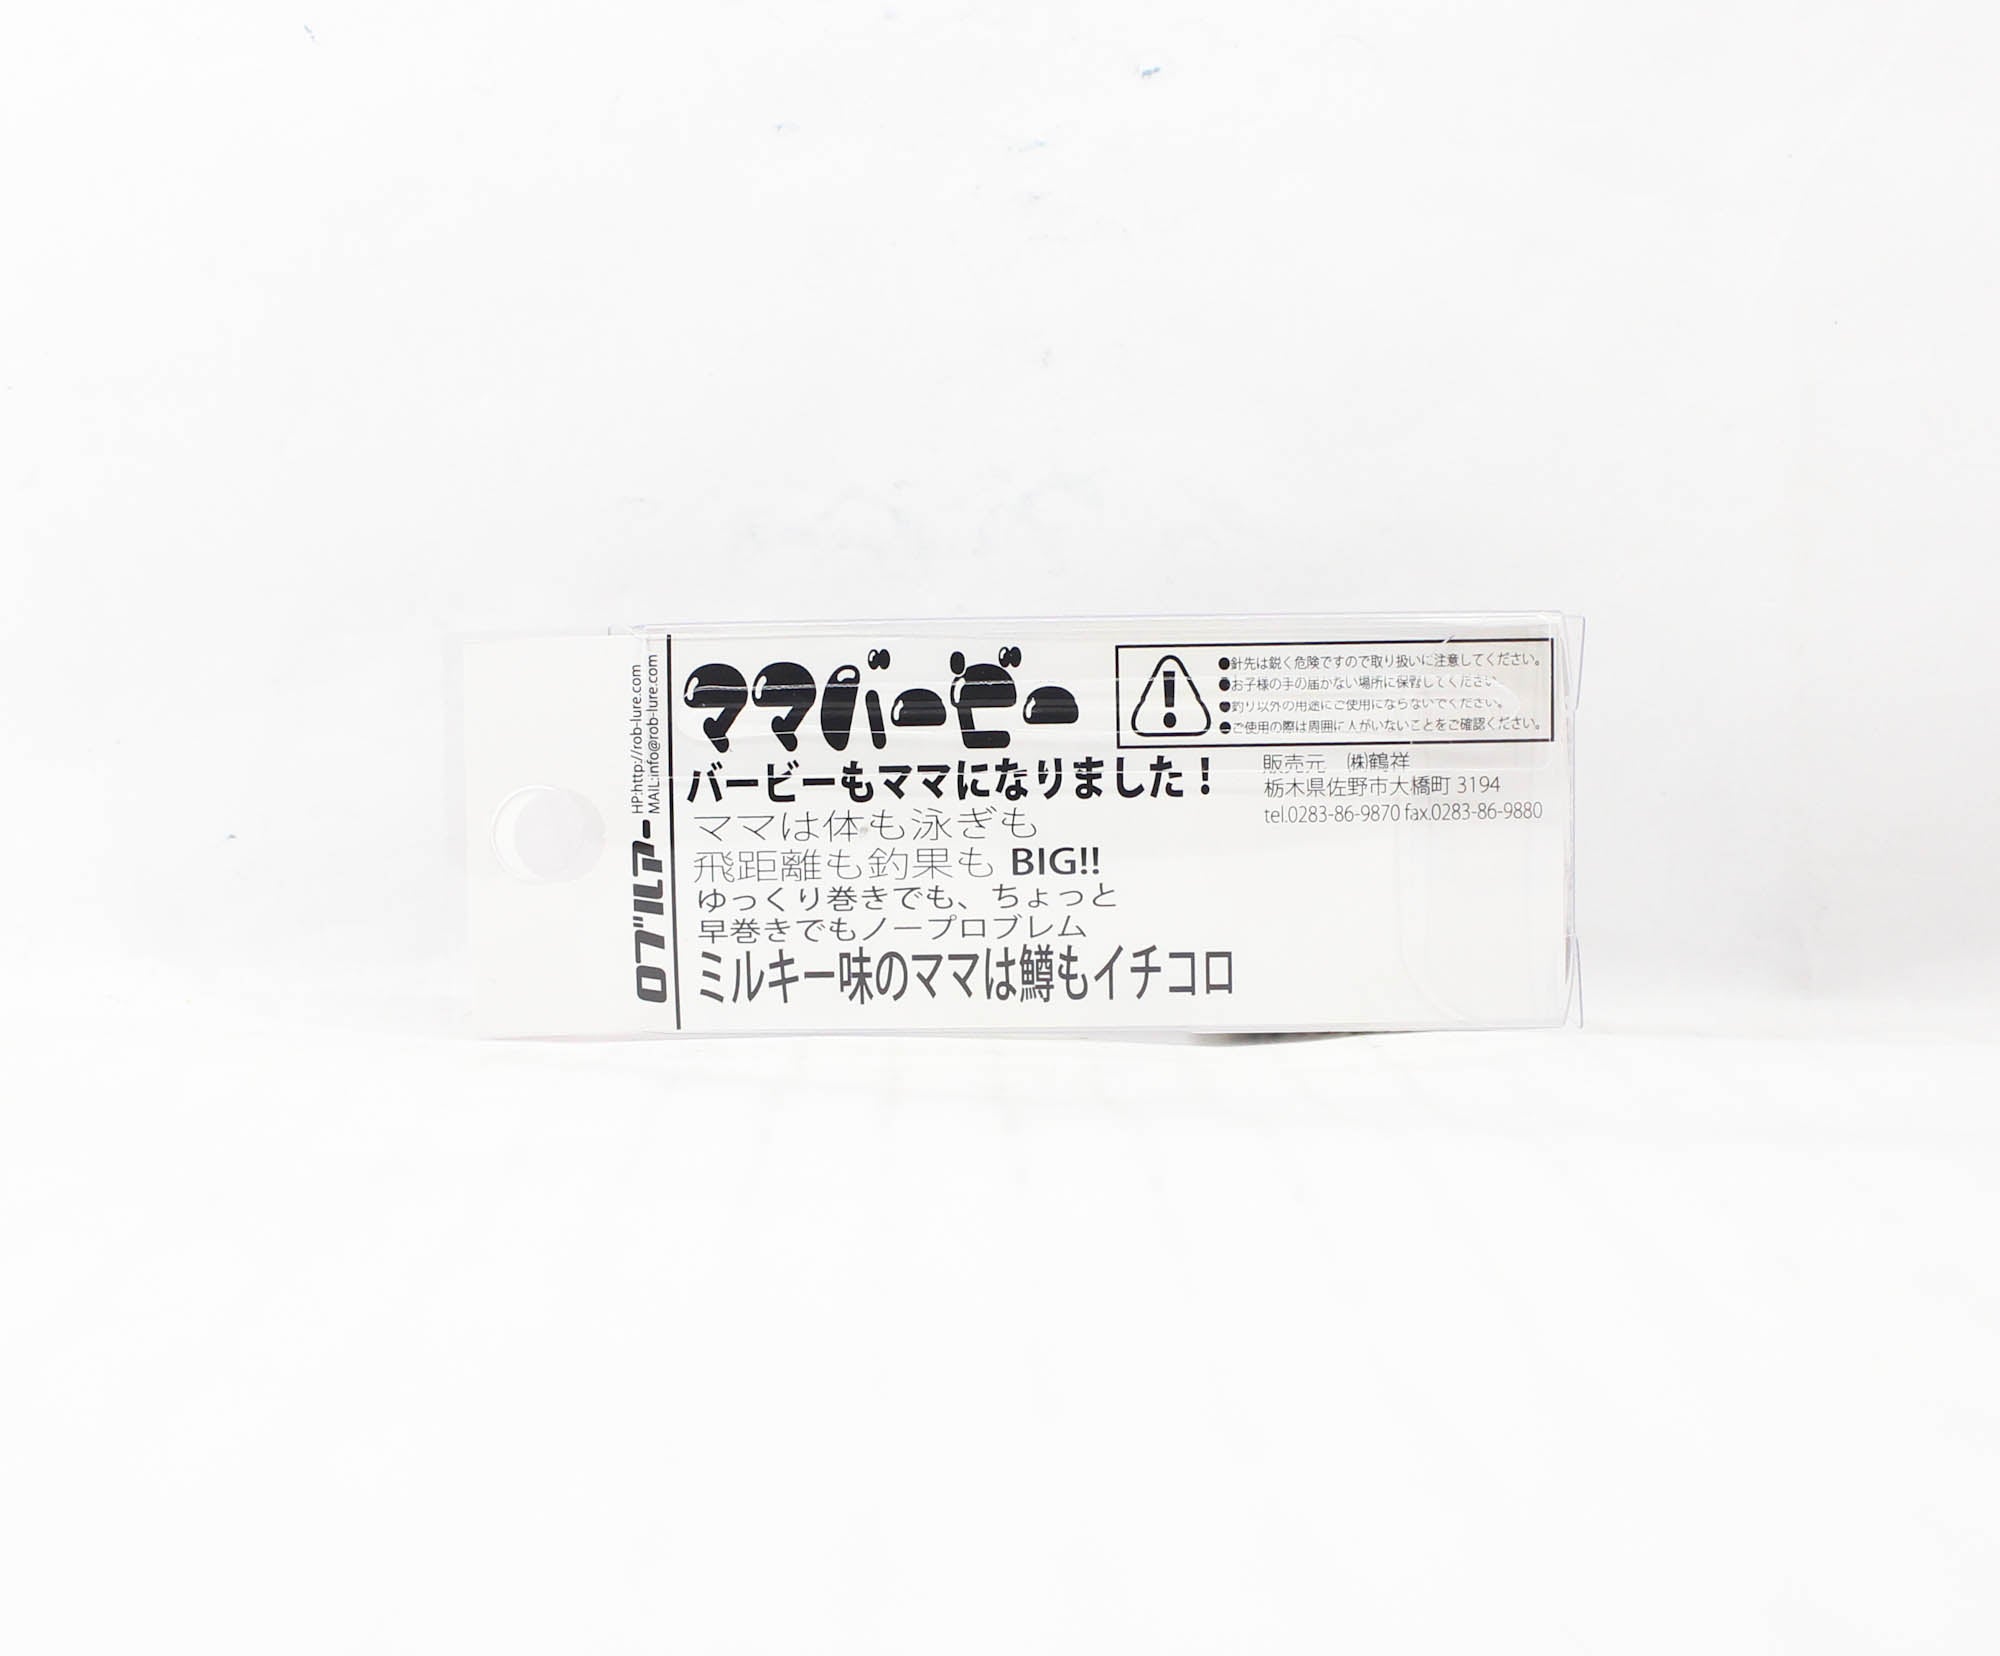 ロブルアー
HP:http://rob-lure.com
MAIL:info@rob-lure.com
ママバービー
バービーもママになりました！
ママは体も泳ぎも
飛距離も釣果も BIG!!
ゆっくり巻きでも、ちょっと
早巻きでもノープロブレム
ミルキー味のママは鱒もイチコロ
●針先は鋭く危険ですので取り扱いに注意してください。
●お子様の手の届かない場所に保管してください。
●釣り以外の用途にご使用にならないでください。
●ご使用の際は周囲に人がいないことをご確認ください。
販売元　㈱鶴祥
栃木県佐野市大橋町 3194
tel.0283-86-9870 fax.0283-86-9880